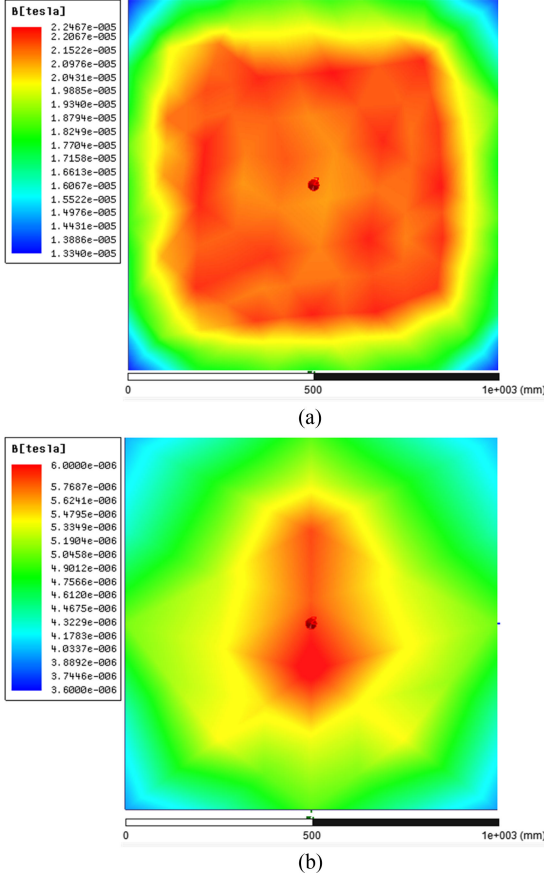 B[tesla]
2.2467e-005
2.2067e-005
2.1522e-005
2.0976e-005
2.0431e-005
1.9885e-005
1.9340e-005
1.8794e-005
1.8249e-005
1.7704e-005
1.7158e-005
1.6613e-005
1.6067e-005
1.5522e-005
1.4976e-005
1.4431e-005
1.3886e-005
1.3340e-005
0 500 1e+003 (mm)
(a)
B[tesla]
6.0000e-006
5.7687e-006
5.6241e-006
5.4795e-006
5.3349e-006
5.1904e-006
5.0458e-006
4.9012e-006
4.7566e-006
4.6120e-006
4.4675e-006
4.3229e-006
4.1783e-006
4.0337e-006
3.8892e-006
3.7446e-006
3.6000e-006
0 500 1e+003 (mm)
(b)